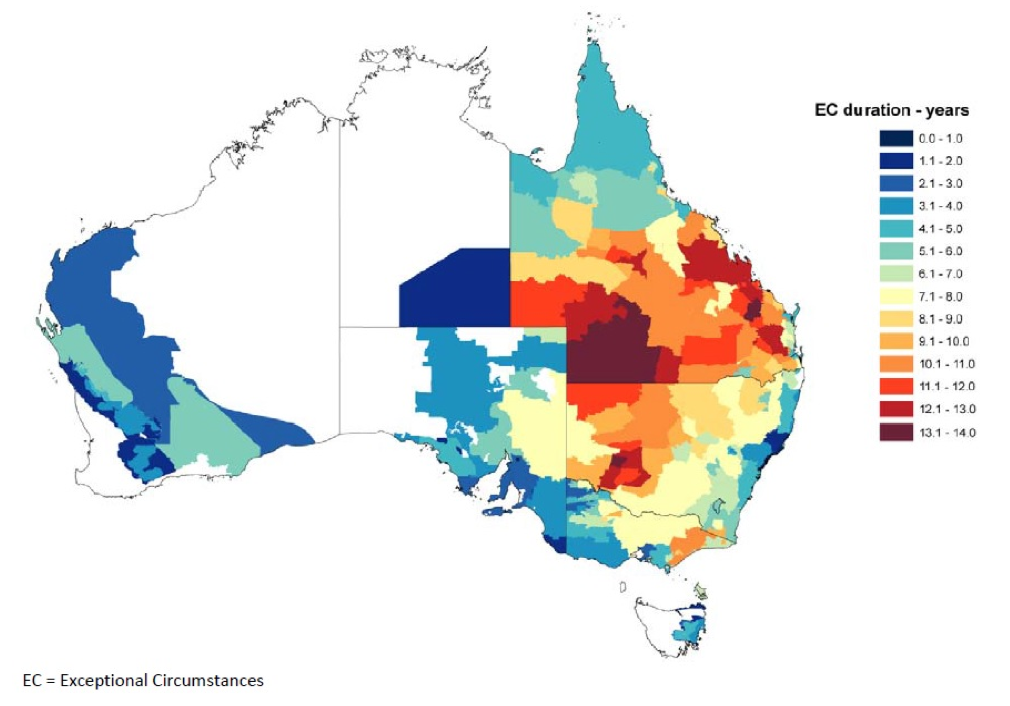 EC duration - years
0.0 - 1.0
1.1 - 2.0
2.1 - 3.0
3.1 - 4.0
4.1 - 5.0
5.1 - 6.0
6.1 - 7.0
7.1 - 8.0
8.1 - 9.0
9.1 - 10.0
10.1 - 11.0
11.1 - 12.0
12.1 - 13.0
13.1 - 14.0
EC = Exceptional Circumstances